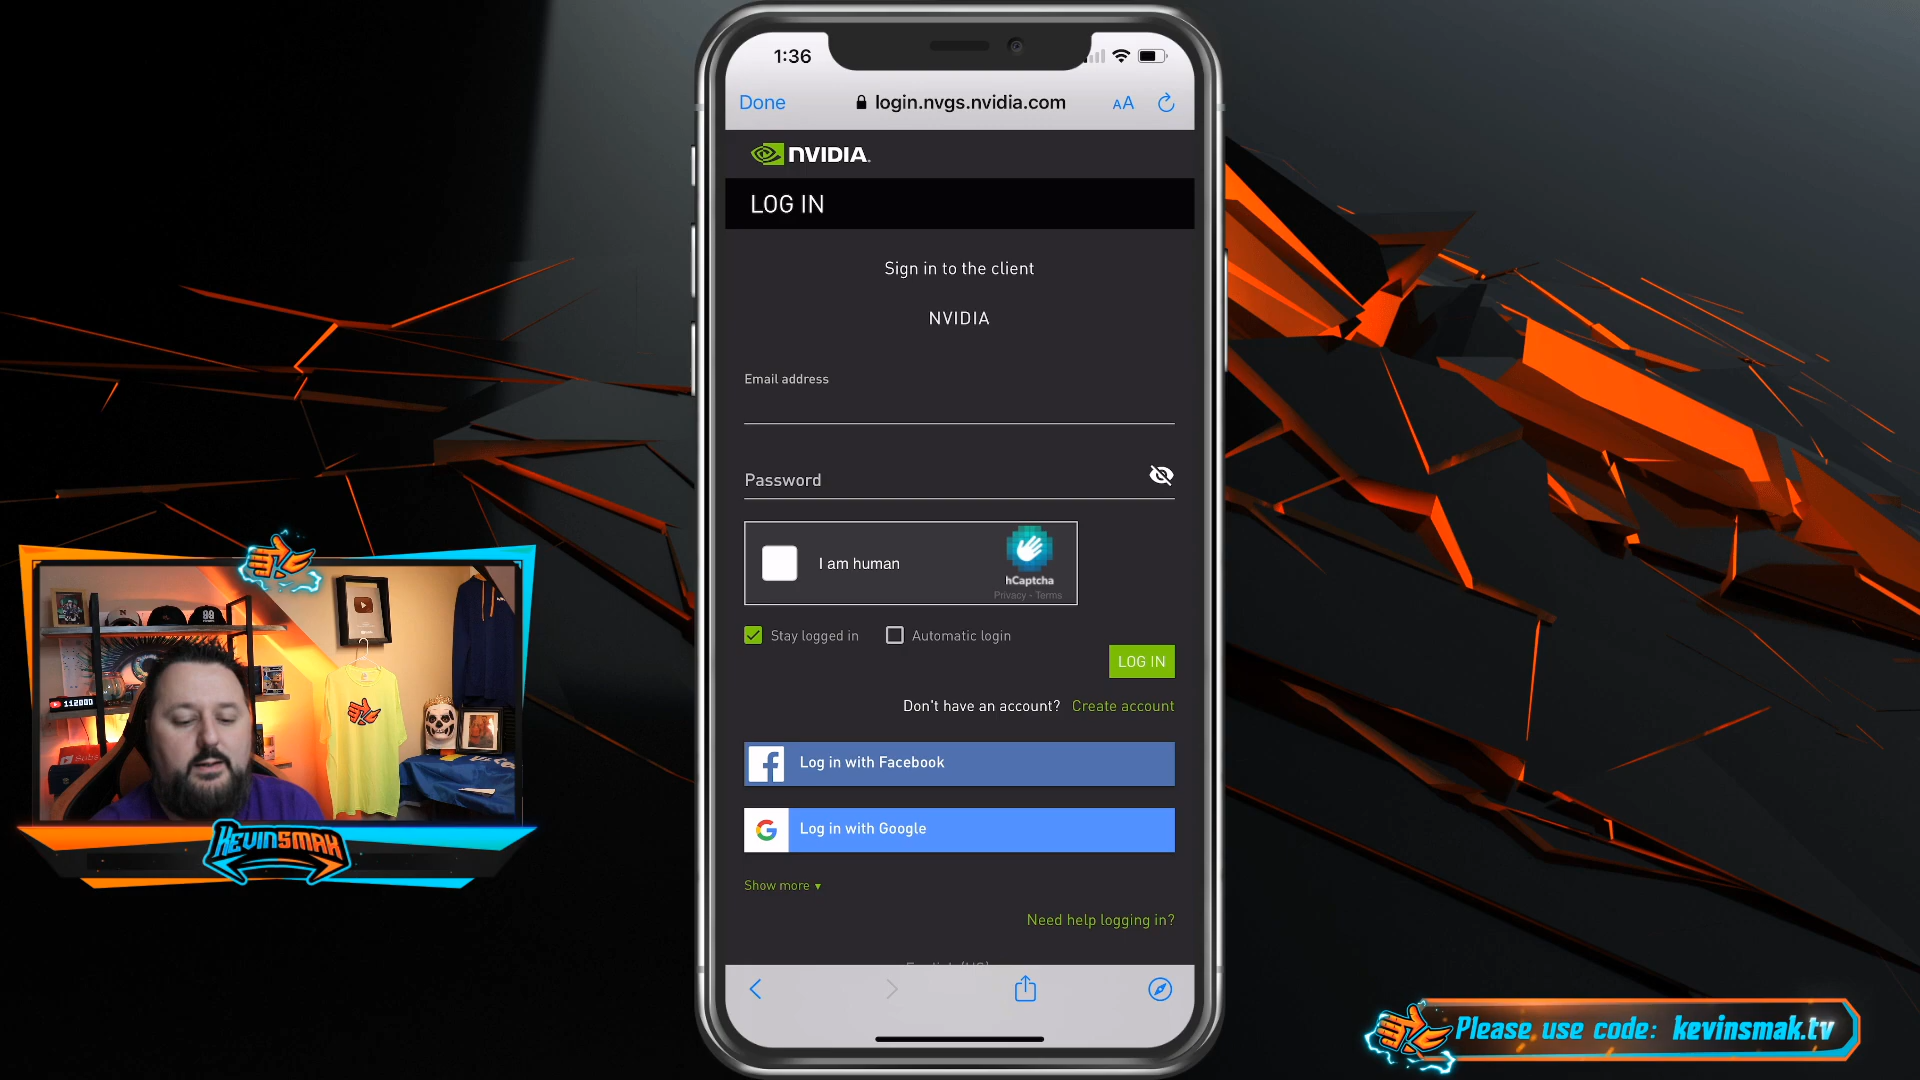 1:36
Done
login.nvgs.nvidia.com
AA
NVIDIA.
LOG IN
Sign in to the client
NVIDIA
Email address
Password
I am human
hCaptcha
Privacy - Terms
Stay logged in
Automatic login
LOG IN
Don't have an account? Create account
Log in with Facebook
Log in with Google
Show more ▾
Need help logging in?
112000
KEVINSMAK
Please use code: kevinsmak.tv